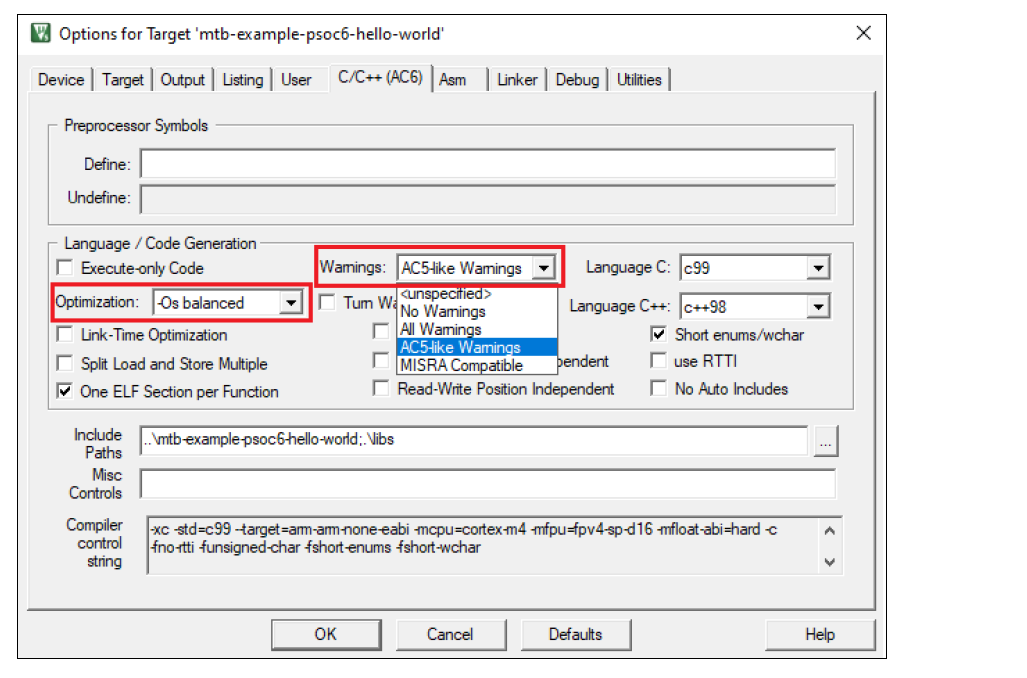 Options for Target 'mtb-example-psoc6-hello-world'
Device Target Output Listing User C/C++ (AC6) Asm Linker Debug Utilities
Preprocessor Symbols
Define:
Undefine:
Language / Code Generation
Execute-only Code
Warnings: AC5-like Warnings
Language C: c99
Optimization: -Os balanced
Turn Wa
<unspecified>
No Warnings
All Warnings
AC5-like Warnings
MISRA Compatible
Language C++: c++98
Link-Time Optimization
Short enums/wchar
Split Load and Store Multiple
pendent
use RTTI
One ELF Section per Function
Read-Write Position Independent
No Auto Includes
Include
Paths
..\mtb-example-psoc6-hello-world;.\libs
...
Misc
Controls
Compiler
control
string
-xc -std=c99 --target=arm-arm-none-eabi -mcpu=cortex-m4 -mfpu=fpv4-sp-d16 -mfloat-abi=hard -c
-fno-rtti -funsigned-char -fshort-enums -fshort-wchar
OK Cancel Defaults Help